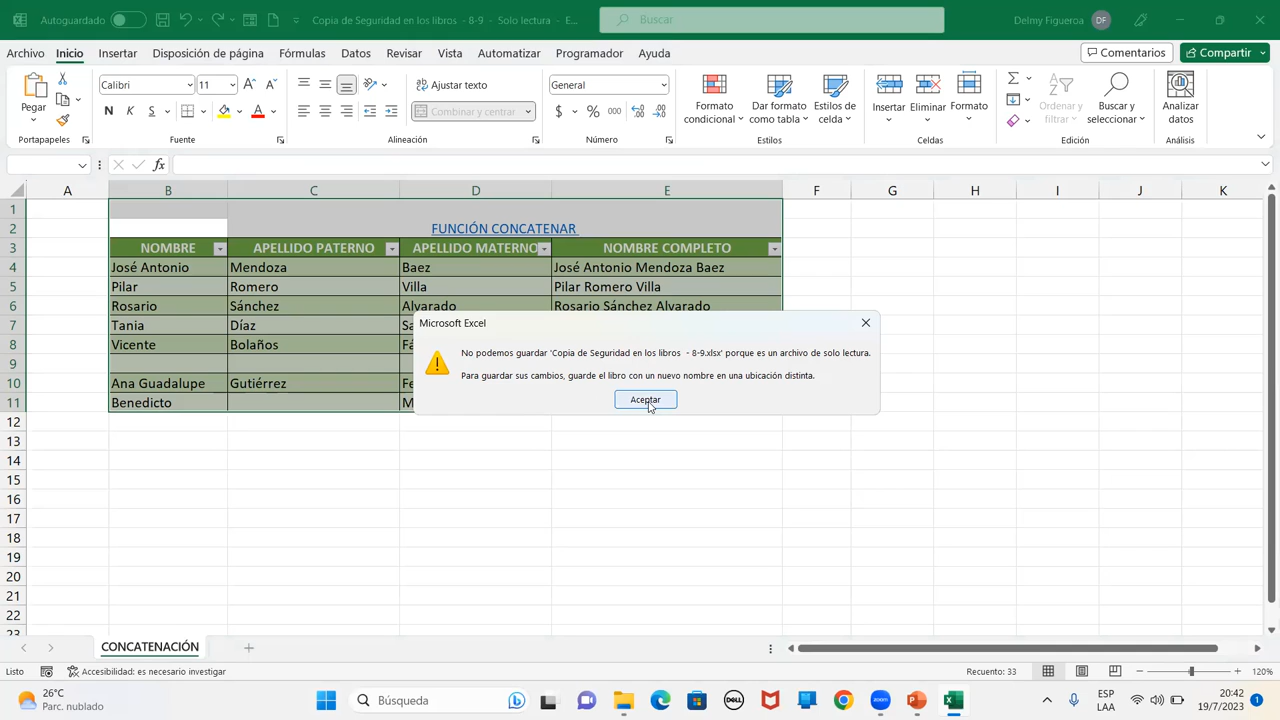 Autoguardado Copia de Seguridad en los libros - 8-9 - Solo lectura - E... Buscar Delmy Figueroa DF
Archivo Inicio Insertar Disposición de página Fórmulas Datos Revisar Vista Automatizar Programador Ayuda Comentarios Compartir
Pegar
Calibri 11
N K S
Ajustar texto
Combinar y centrar
General
$ % 000
Formato condicional
Dar formato como tabla
Estilos de celda
Insertar Eliminar Formato
Ordenar y filtrar
Buscar y seleccionar
Analizar datos
Portapapeles Fuente Alineación Número Estilos Celdas Edición Análisis
fx
A B C D E F G H I J K
1
2 FUNCIÓN CONCATENAR
3 NOMBRE APELLIDO PATERNO APELLIDO MATERNO NOMBRE COMPLETO
4 José Antonio Mendoza Baez José Antonio Mendoza Baez
5 Pilar Romero Villa Pilar Romero Villa
6 Rosario Sánchez Alvarado Rosario Sánchez Alvarado
7 Tania Díaz Sa
8 Vicente Bolaños Fá
10 Ana Guadalupe Gutiérrez Fe
11 Benedicto M
Microsoft Excel
No podemos guardar 'Copia de Seguridad en los libros - 8-9.xlsx' porque es un archivo de solo lectura.
Para guardar sus cambios, guarde el libro con un nuevo nombre en una ubicación distinta.
Aceptar
12
13
14
15
16
17
18
19
20
21
22
23
CONCATENACIÓN
Listo Accesibilidad: es necesario investigar Recuento: 33 120%
26°C
Parc. nublado
Búsqueda
DELL
zoom
ESP
LAA
20:42
19/7/2023
1